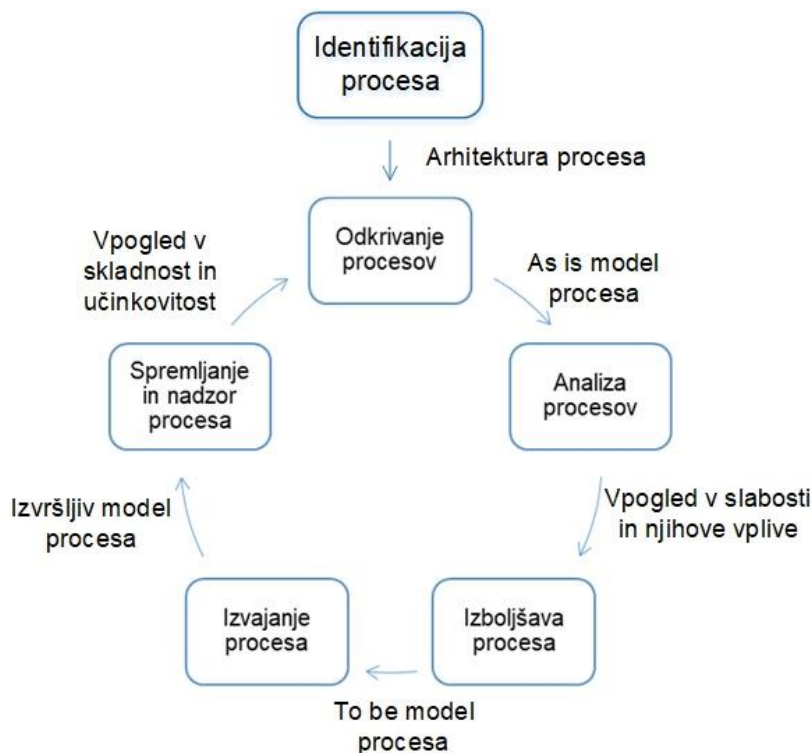 Identifikacija
procesa
Arhitektura procesa
Odkrivanje
procesov
As is model
procesa
Analiza
procesov
Vpogled v slabosti
in njihove vplive
Izboljšava
procesa
To be model
procesa
Izvajanje
procesa
Izvršljiv model
procesa
Spremljanje
in nadzor
procesa
Vpogled v
skladnost in
učinkovitost